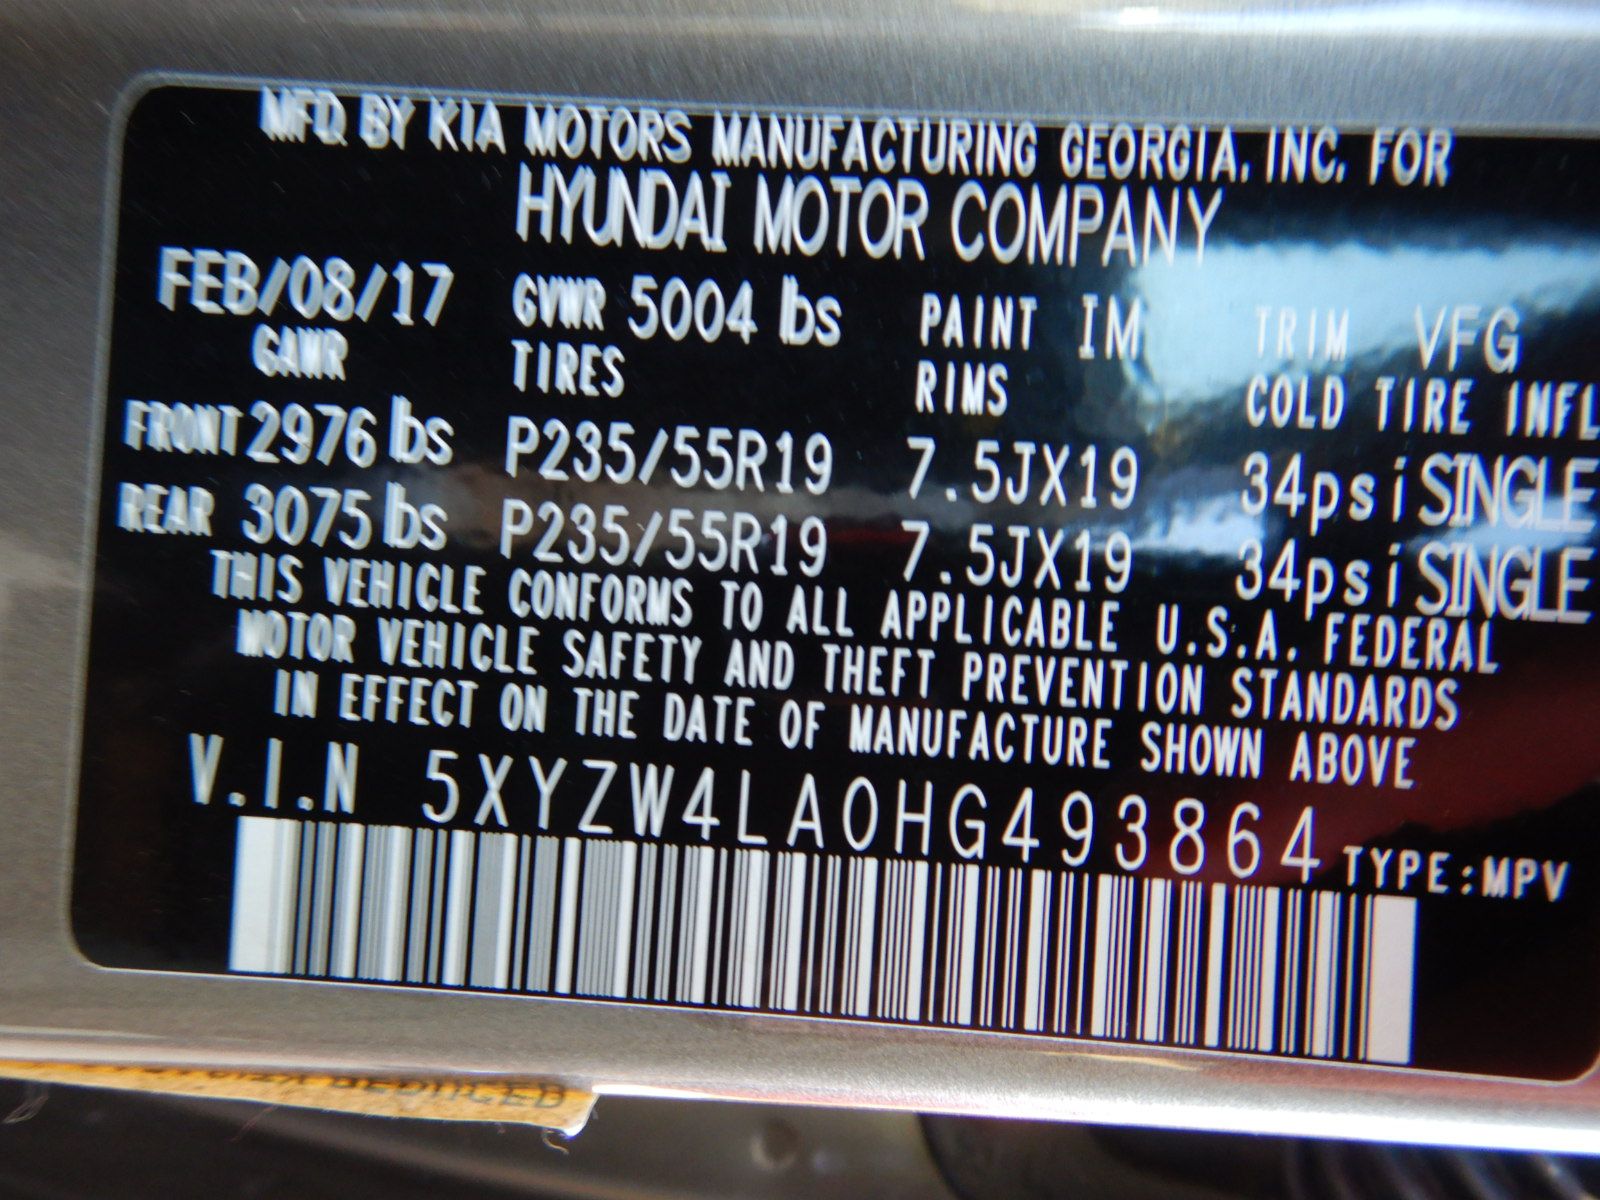 MFD. BY KIA MOTORS MANUFACTURING GEORGIA. INC. FOR
HYUNDAI MOTOR COMPANY
FEB/08/17 GVWR 5004 lbs PAINT IM TRIM VFG
GAWR TIRES RIMS COLD TIRE INFL
FRONT 2976 lbs P235/55R19 7.5JX19 34psi SINGLE
REAR 3075 lbs P235/55R19 7.5JX19 34psi SINGLE
THIS VEHICLE CONFORMS TO ALL APPLICABLE U.S.A. FEDERAL
MOTOR VEHICLE SAFETY AND THEFT PREVENTION STANDARDS
IN EFFECT ON THE DATE OF MANUFACTURE SHOWN ABOVE
V.I.N 5XYZW4LA0HG493864 TYPE:MPV
REDUCED